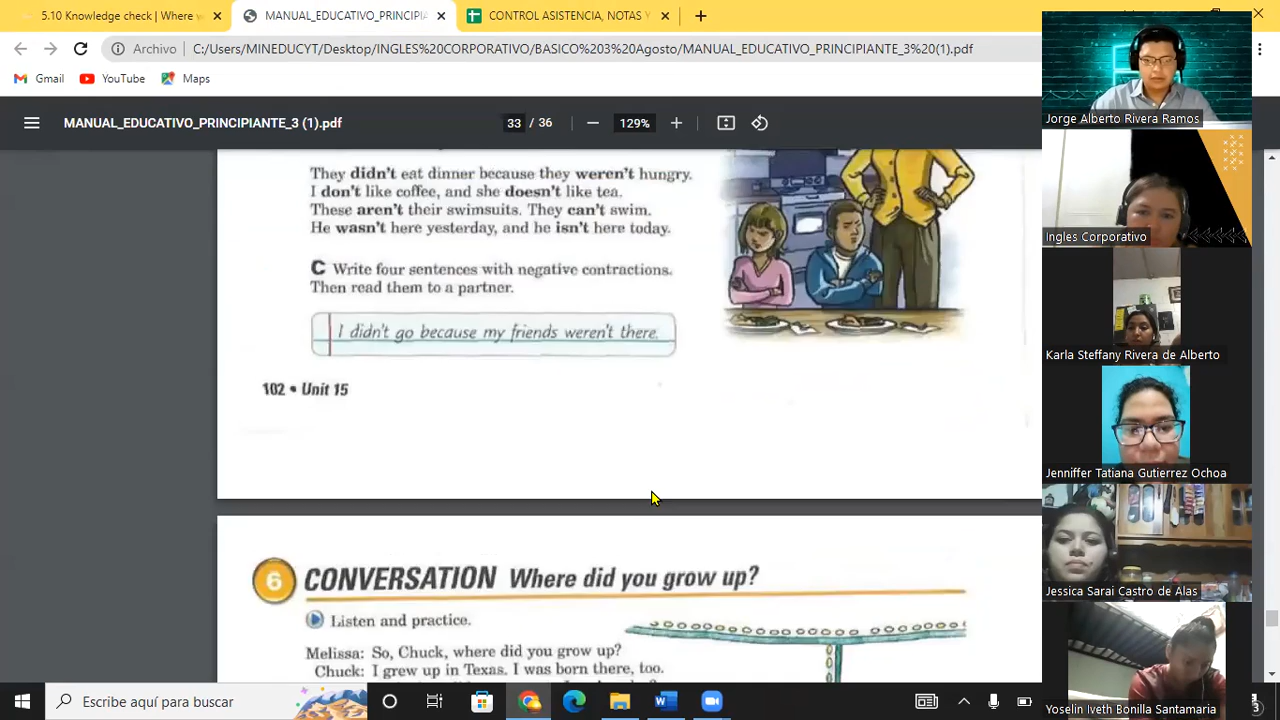 5.10 Knowledge check | Where
MANUAL_EDUCATIVO_PRINCIPI
CONTROL ASISTENCIA, NOTAS Y
Archivo
C:/Users/MINEDUCYT/Desktop/INGLES%20CORPORATIVO/BASICO%203%20Agosto/MANUAL_EDUCATIVO_PRINCIPIANTE_3%20(1).pdf
Gmail
YouTube
Maps
MANUAL_EDUCATIVO_PRINCIPIANTE_3 (1).pdf
33 / 36
129%
They didn't eat dinner because they weren't hungry.
I don't like coffee, and she doesn't like tea.
These aren't their swimsuits. They can't swim.
He wasn't here yesterday, and he isn't here today.
C Write four sentences with negative contractions.
Then read them to a partner.
I didn't go because my friends weren't there.
102 • Unit 15
6 CONVERSATION Where did you grow up?
Listen and practice.
Melissa: So, Chuck, where did you grow up?
Chuck: I grew up in Texas. I was born there, too.
Escribe aquí para buscar
Jorge Alberto Rivera Ramos
Ingles Corporativo
Karla Steffany Rivera de Alberto
Jenniffer Tatiana Gutierrez Ochoa
Jessica Sarai Castro de Alas
Yoselin Iveth Bonilla Santamaria